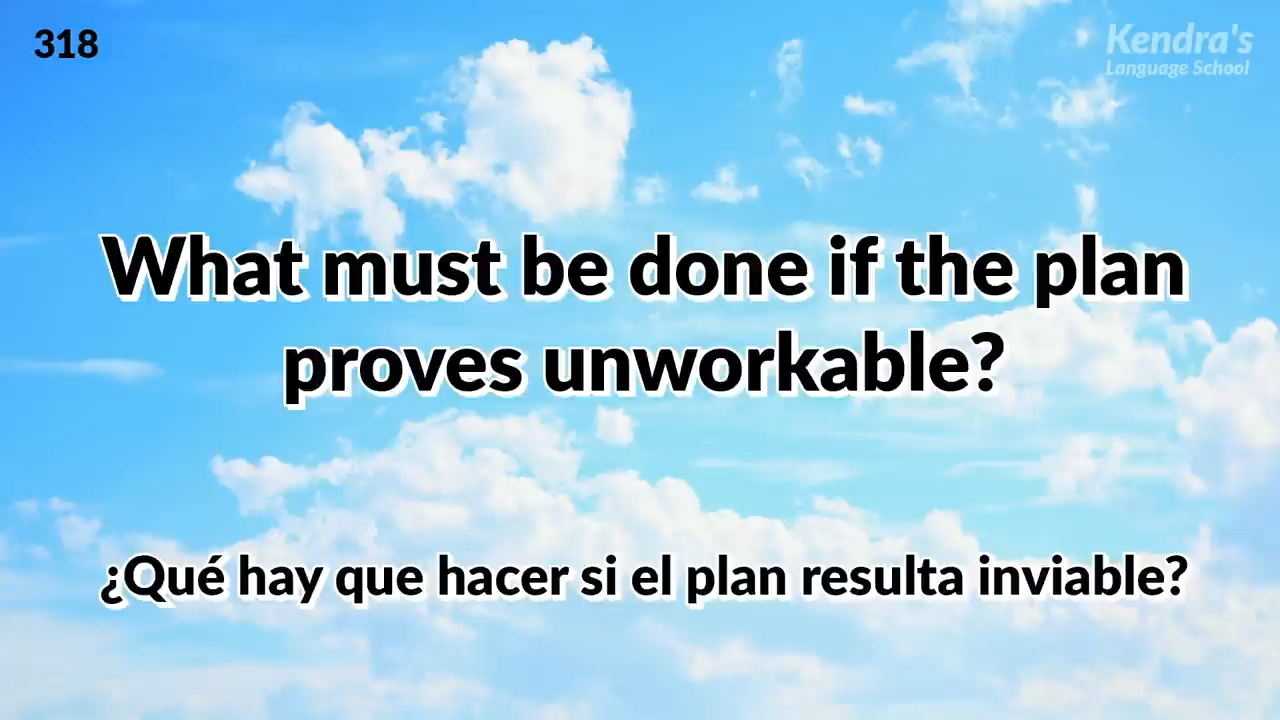 318
Kendra's
Language School
What must be done if the plan
proves unworkable?
¿Qué hay que hacer si el plan resulta inviable?